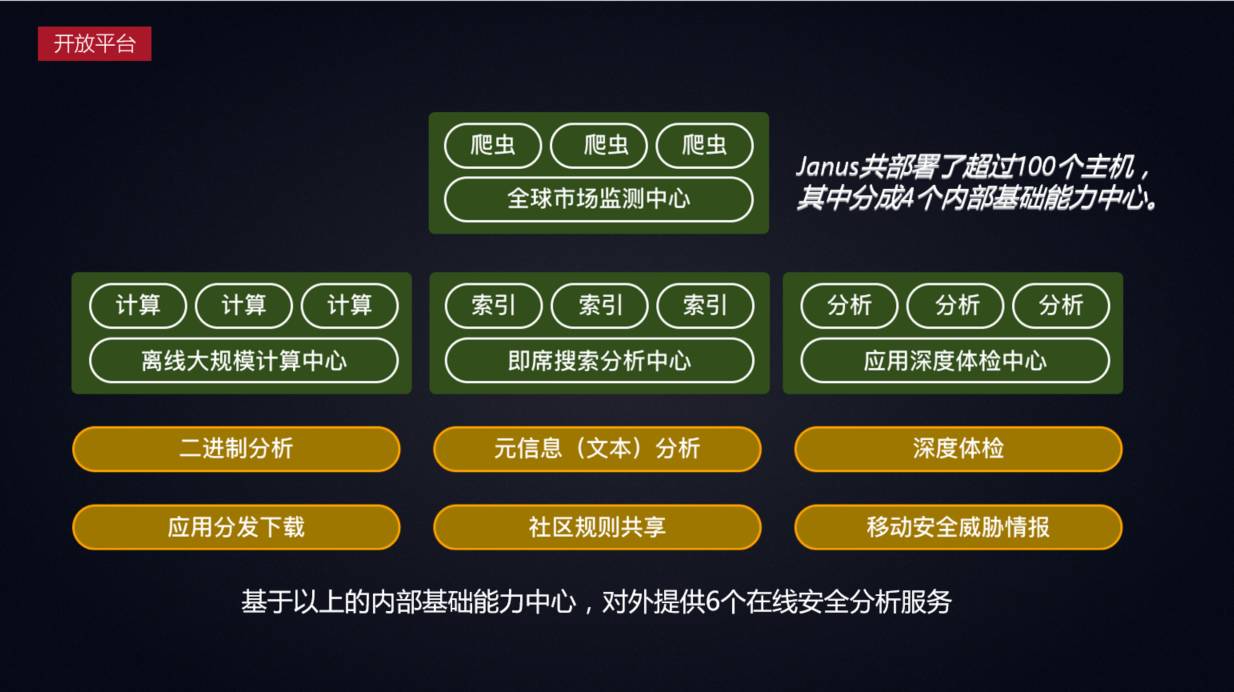 开放平台
爬虫 爬虫 爬虫
全球市场监测中心
Janus共部署了超过100个主机，
其中分成4个内部基础能力中心。
计算 计算 计算
离线大规模计算中心
索引 索引 索引
即席搜索分析中心
分析 分析 分析
应用深度体检中心
二进制分析
元信息（文本）分析
深度体检
应用分发下载
社区规则共享
移动安全威胁情报
基于以上的内部基础能力中心，对外提供6个在线安全分析服务